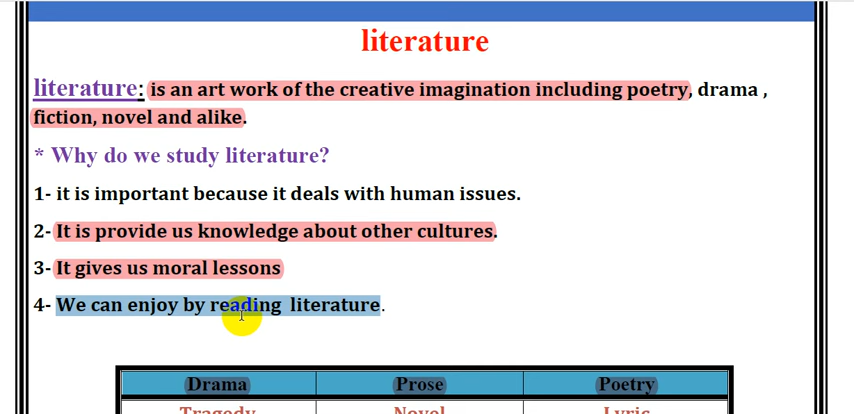 literature
literature: is an art work of the creative imagination including poetry, drama ,
fiction, novel and alike.
* Why do we study literature?
1- it is important because it deals with human issues.
2- It is provide us knowledge about other cultures.
3- It gives us moral lessons
4- We can enjoy by reading literature.
Drama Prose Poetry
Tragedy Novel Lyric